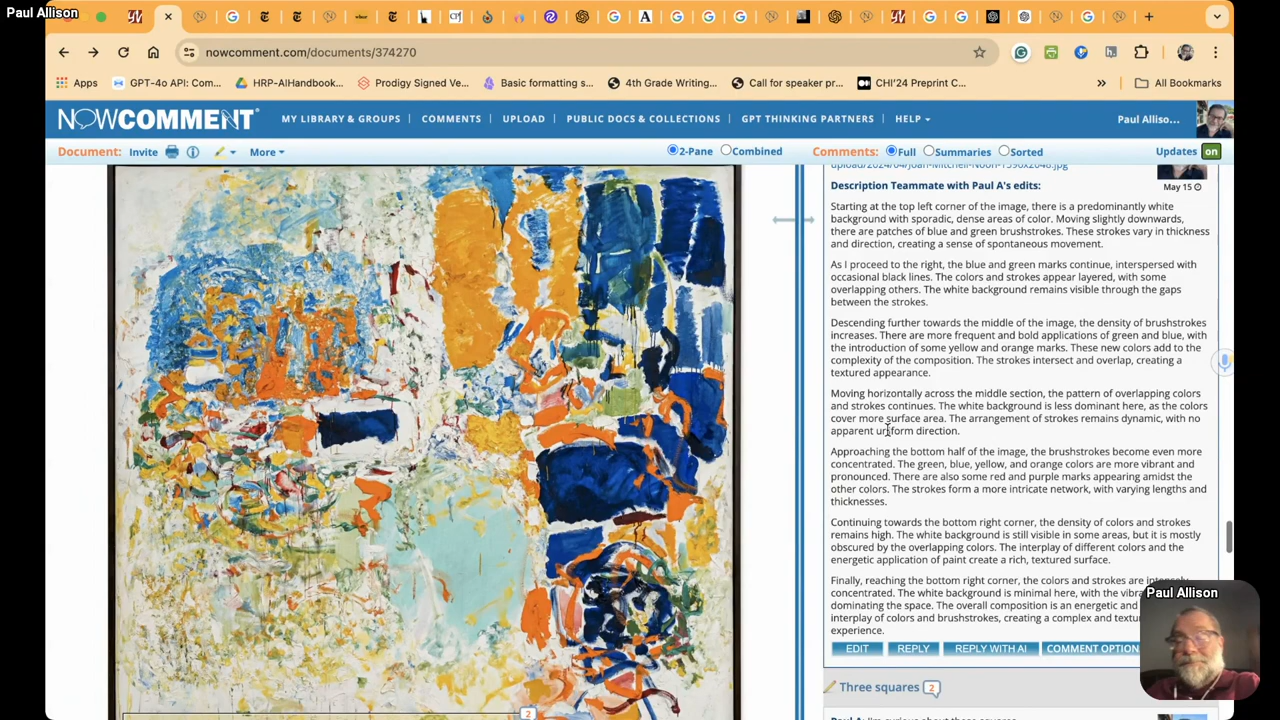 Paul Allison
nowcomment.com/documents/374270
Apps
GPT-4o API: Com...
HRP-AIHandbook...
Prodigy Signed Ve...
Basic formatting s...
4th Grade Writing...
Call for speaker pr...
CHI'24 Preprint C...
»
All Bookmarks
NOWCOMMENT®
MY LIBRARY & GROUPS | COMMENTS | UPLOAD | PUBLIC DOCS & COLLECTIONS | GPT THINKING PARTNERS | HELP
Paul Alliso...
Document: Invite More
2-Pane Combined
Comments: Full Summaries Sorted
Updates on
upload/2024/04/Joan-Mitchell-Noon-1596x2048.jpg
May 15
Description Teammate with Paul A's edits:
Starting at the top left corner of the image, there is a predominantly white
background with sporadic, dense areas of color. Moving slightly downwards,
there are patches of blue and green brushstrokes. These strokes vary in thickness
and direction, creating a sense of spontaneous movement.
As I proceed to the right, the blue and green marks continue, interspersed with
occasional black lines. The colors and strokes appear layered, with some
overlapping others. The white background remains visible through the gaps
between the strokes.
Descending further towards the middle of the image, the density of brushstrokes
increases. There are more frequent and bold applications of green and blue, with
the introduction of some yellow and orange marks. These new colors add to the
complexity of the composition. The strokes intersect and overlap, creating a
textured appearance.
Moving horizontally across the middle section, the pattern of overlapping colors
and strokes continues. The white background is less dominant here, as the colors
cover more surface area. The arrangement of strokes remains dynamic, with no
apparent uniform direction.
Approaching the bottom half of the image, the brushstrokes become even more
concentrated. The green, blue, yellow, and orange colors are more vibrant and
pronounced. There are also some red and purple marks appearing amidst the
other colors. The strokes form a more intricate network, with varying lengths and
thicknesses.
Continuing towards the bottom right corner, the density of colors and strokes
remains high. The white background is still visible in some areas, but it is mostly
obscured by the overlapping colors. The interplay of different colors and the
energetic application of paint create a rich, textured surface.
Finally, reaching the bottom right corner, the colors and strokes are intensely
concentrated. The white background is minimal here, with the
dominating the space. The overall composition is an energetic and
interplay of colors and brushstrokes, creating a complex and
experience.
EDIT REPLY REPLY WITH AI COMMENT OPTION
Three squares 2
2
Paul Allison